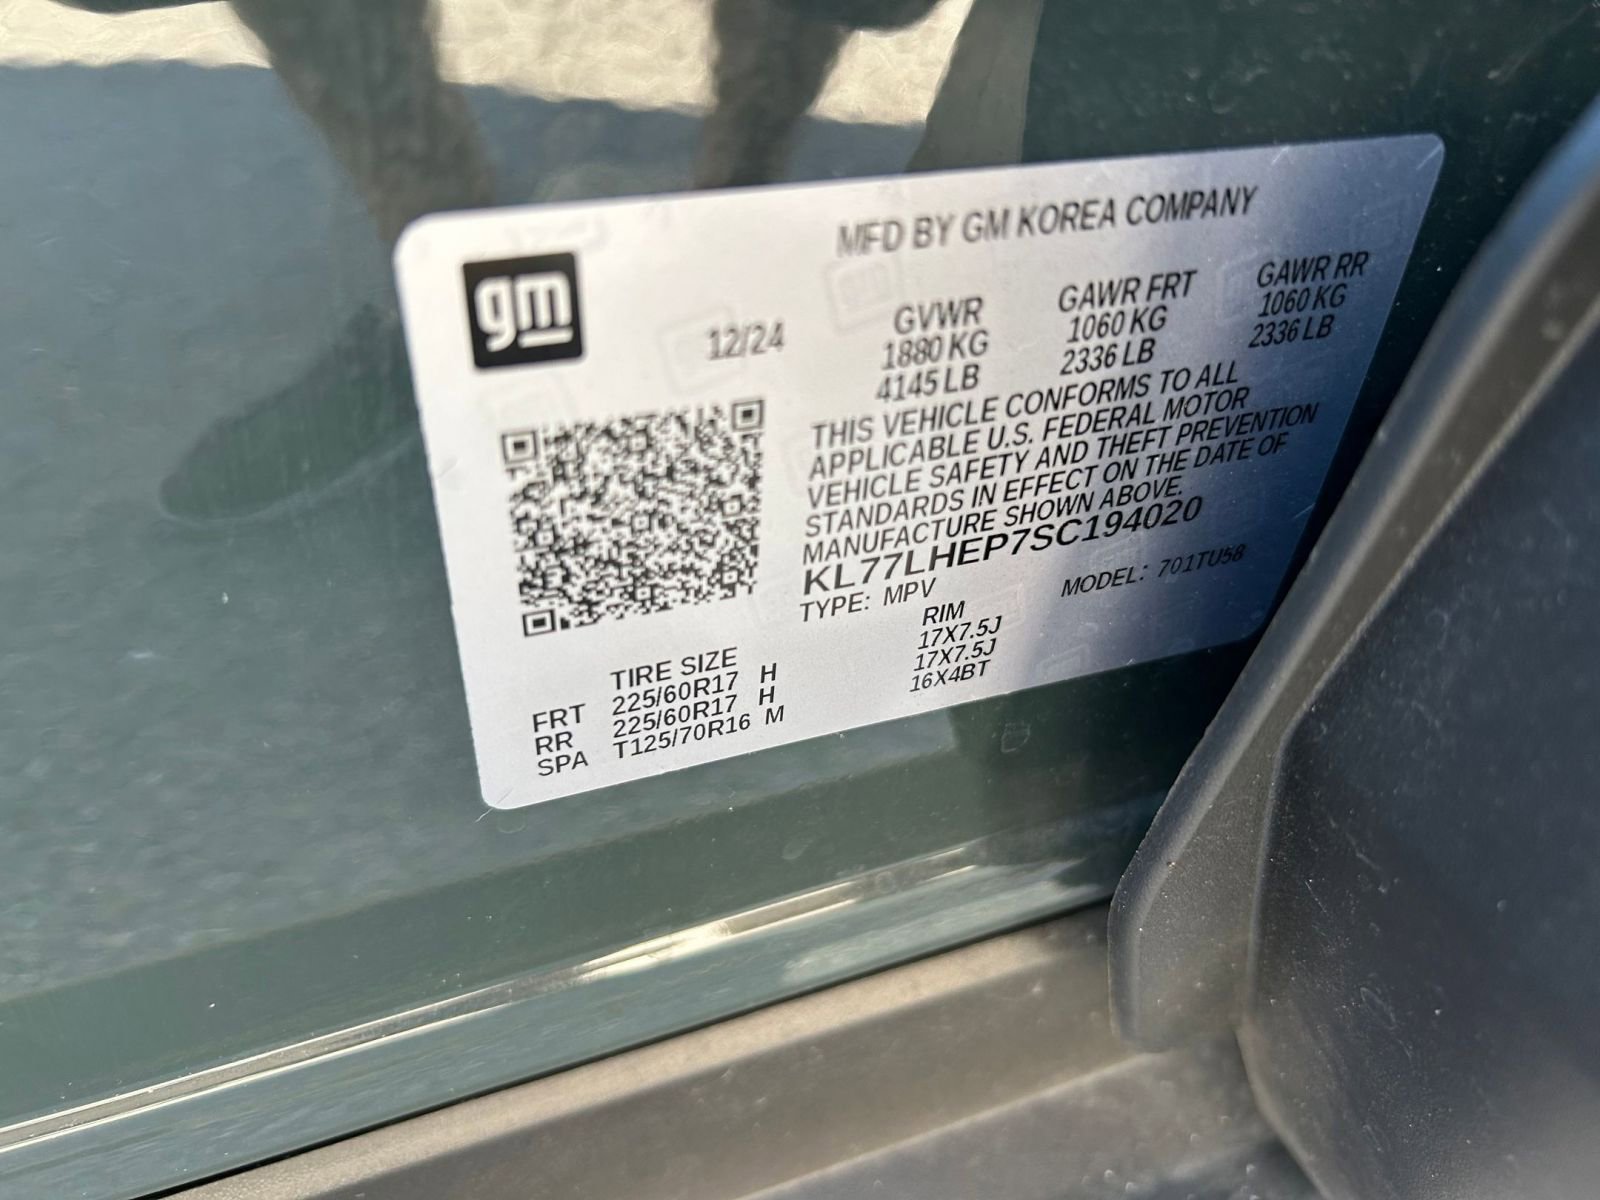 gm
MFD BY GM KOREA COMPANY
12/24
GVWR GAWR FRT GAWR RR
1880 KG 1060 KG 1060 KG
4145 LB 2336 LB 2336 LB
THIS VEHICLE CONFORMS TO ALL
APPLICABLE U.S. FEDERAL MOTOR
VEHICLE SAFETY AND THEFT PREVENTION
STANDARDS IN EFFECT ON THE DATE OF
MANUFACTURE SHOWN ABOVE.
KL77LHEP7SC194020
TYPE: MPV MODEL: 701TU58
TIRE SIZE RIM
FRT 225/60R17 H 17X7.5J
RR 225/60R17 H 17X7.5J
SPA T125/70R16 M 16X4BT